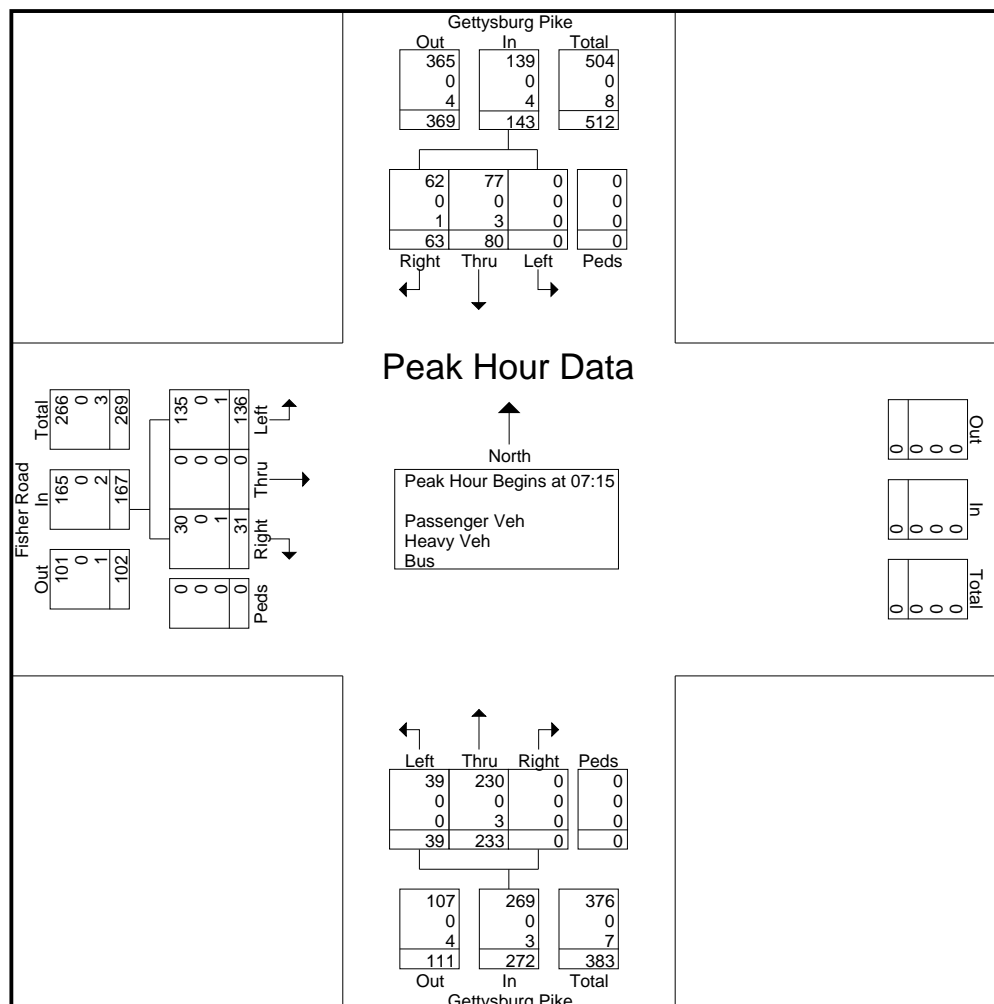 Gettysburg Pike
Out In Total
365 139 504
0 0 0
4 4 8
369 143 512
62 77 0 0
0 0 0 0
1 3 0 0
63 80 0 0
Right Thru Left Peds
Peak Hour Data
North
Peak Hour Begins at 07:15
Passenger Veh
Heavy Veh
Bus
Fisher Road
Total
266 0 3 269
In
165 0 2 167
Out
101 0 1 102
135 0 1 136
Left
0 0 0 0
Thru
30 0 1 31
Right
0 0 0 0
Peds
Out
0 0 0 0
In
0 0 0 0
Total
0 0 0 0
Left Thru Right Peds
39 230 0 0
0 0 0 0
0 3 0 0
39 233 0 0
107 269 376
0 0 0
4 3 7
111 272 383
Out In Total
Gettysburg Pike